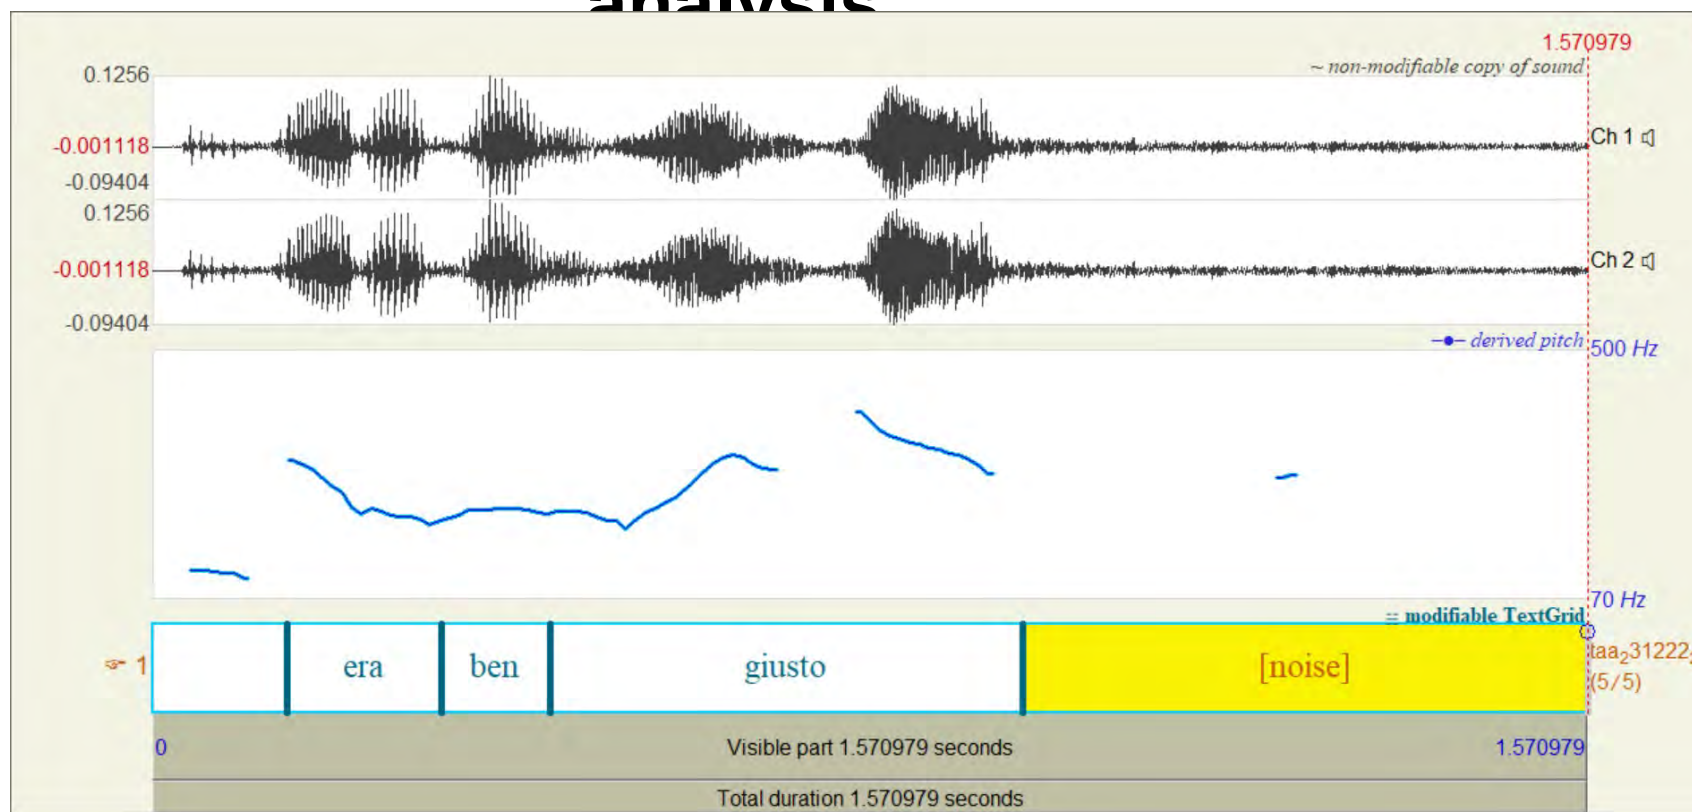 analysis
1.570979
~ non-modifiable copy of sound
0.1256
-0.001118
-0.09404
Ch 1
0.1256
-0.001118
-0.09404
Ch 2
derived pitch
500 Hz
70 Hz
modifiable TextGrid
1
era
ben
giusto
[noise]
taa₂31222₂
(5/5)
0
Visible part 1.570979 seconds
1.570979
Total duration 1.570979 seconds